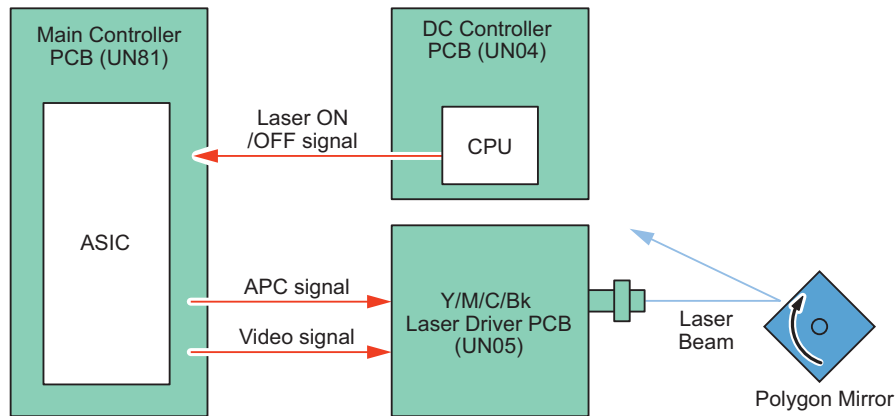 Main Controller
PCB (UN81)
ASIC
DC Controller
PCB (UN04)
CPU
Laser ON
/OFF signal
APC signal
Video signal
Y/M/C/Bk
Laser Driver PCB
(UN05)
Laser
Beam
Polygon Mirror